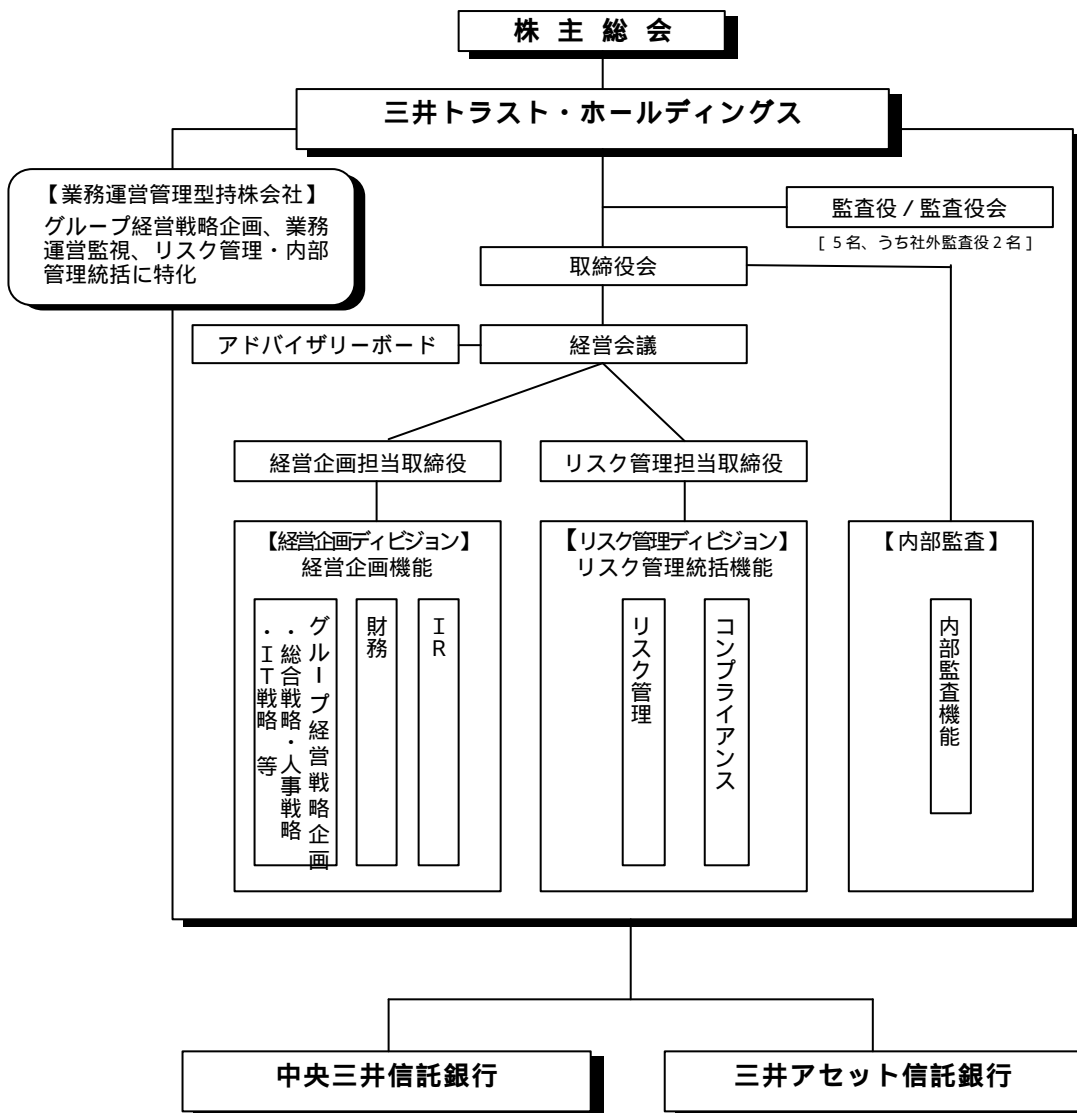 株主総会
三井トラスト・ホールディングス
【業務運営管理型持株会社】
グループ経営戦略企画、業務
運営監視、リスク管理・内部
管理統括に特化
監査役/監査役会
[5名、うち社外監査役2名]
取締役会
アドバイザリーボード
経営会議
経営企画担当取締役
リスク管理担当取締役
【経営企画ディビジョン】
経営企画機能
グループ経営戦略企画
・総合戦略・人事戦略
・IT戦略 等
財務
IR
【リスク管理ディビジョン】
リスク管理統括機能
リスク管理
コンプライアンス
【内部監査】
内部監査機能
中央三井信託銀行
三井アセット信託銀行